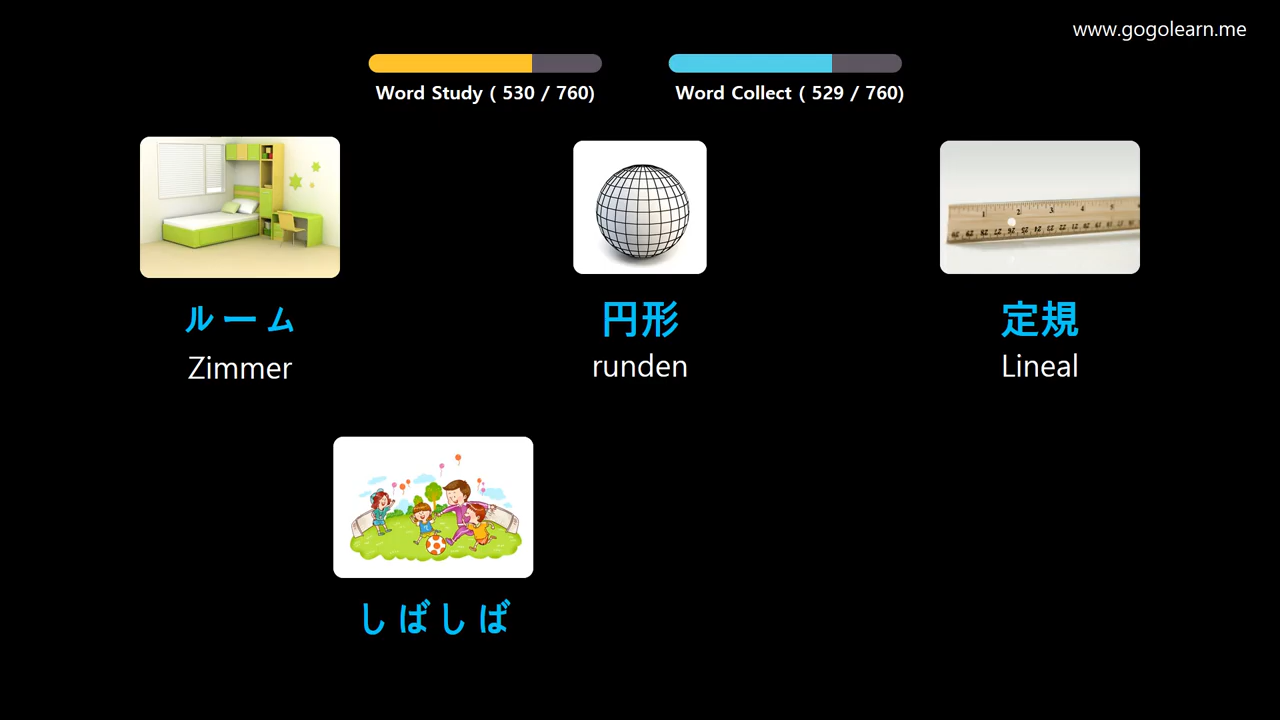 www.gogolearn.me
Word Study ( 530 / 760)
Word Collect ( 529 / 760)
ルーム
Zimmer
円形
runden
定規
Lineal
しばしば